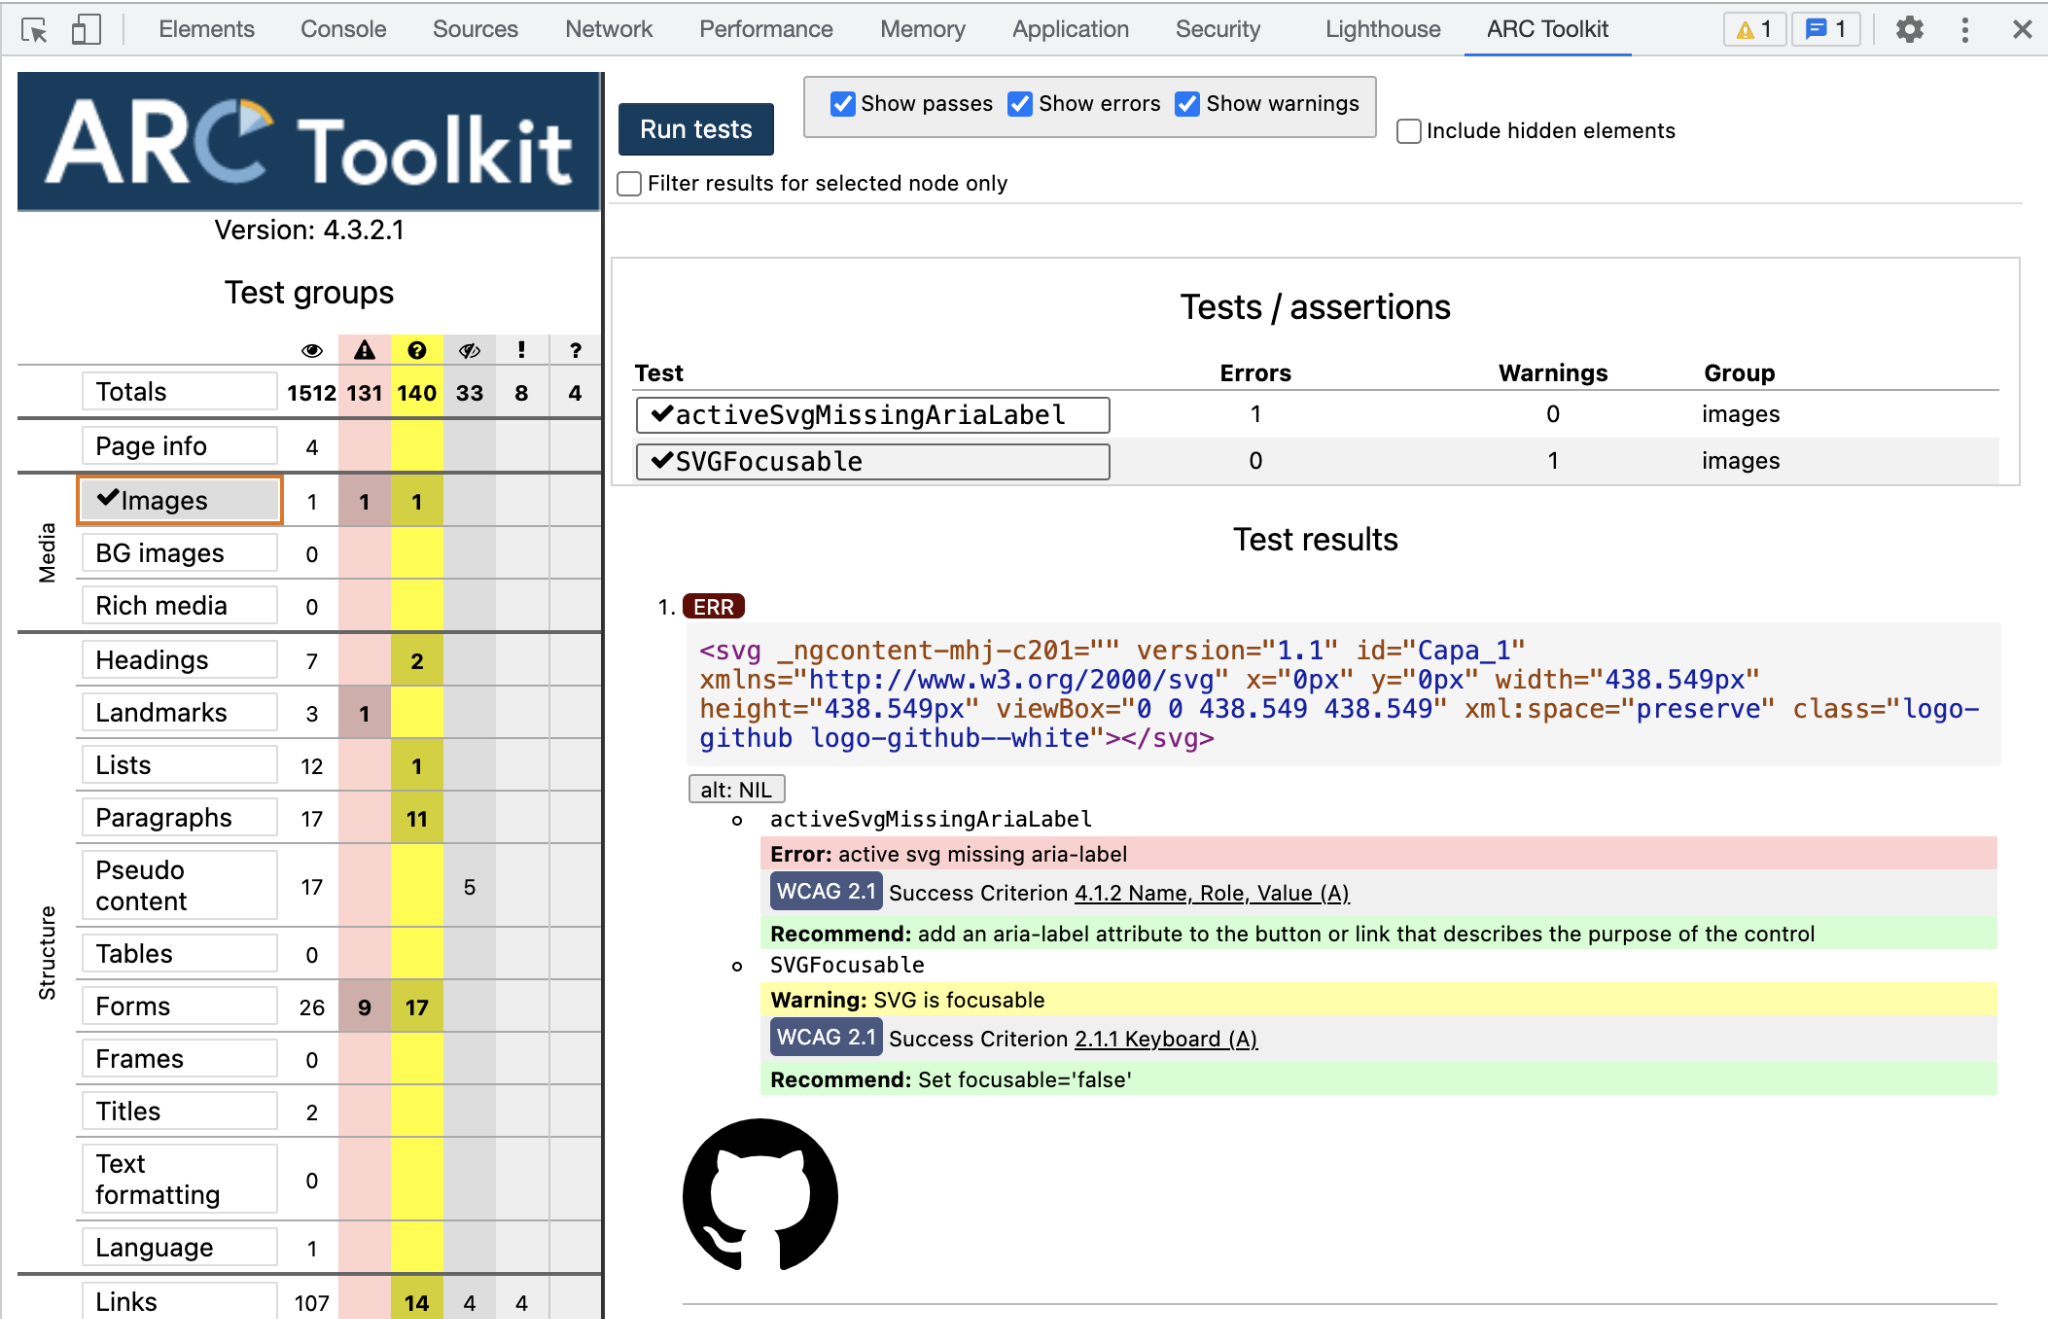 Elements Console Sources Network Performance Memory Application Security Lighthouse ARC Toolkit 1 1
ARC Toolkit
Version: 4.3.2.1
Test groups
! ?
Totals 1512 131 140 33 8 4
Page info 4
Media
Images 1 1 1
BG images 0
Rich media 0
Structure
Headings 7 2
Landmarks 3 1
Lists 12 1
Paragraphs 17 11
Pseudo
content 17 5
Tables 0
Forms 26 9 17
Frames 0
Titles 2
Text
formatting 0
Language 1
Links 107 14 4 4
Run tests
Show passes Show errors Show warnings
Include hidden elements
Filter results for selected node only
Tests / assertions
Test Errors Warnings Group
activeSvgMissingAriaLabel 1 0 images
SVGFocusable 0 1 images
Test results
1. ERR
<svg _ngcontent-mhj-c201="" version="1.1" id="Capa_1"
xmlns="http://www.w3.org/2000/svg" x="0px" y="0px" width="438.549px"
height="438.549px" viewBox="0 0 438.549 438.549" xml:space="preserve" class="logo-
github logo-github--white"></svg>
alt: NIL
activeSvgMissingAriaLabel
Error: active svg missing aria-label
WCAG 2.1 Success Criterion 4.1.2 Name, Role, Value (A)
Recommend: add an aria-label attribute to the button or link that describes the purpose of the control
SVGFocusable
Warning: SVG is focusable
WCAG 2.1 Success Criterion 2.1.1 Keyboard (A)
Recommend: Set focusable='false'